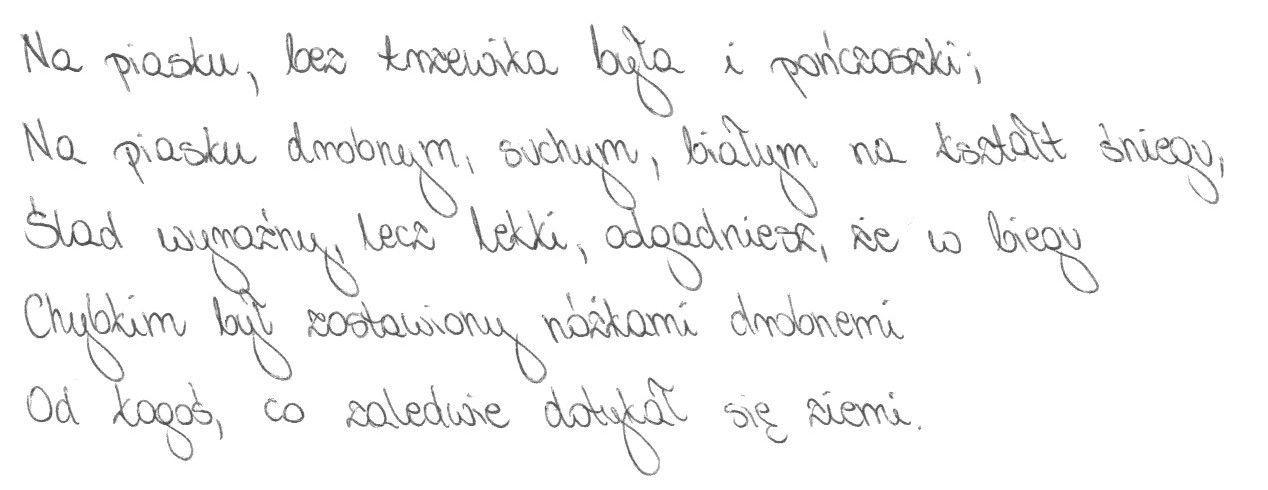 Na piasku, bez trzewika była i pończoszki;
Na piasku drobnym, suchym, białym na kształt śniegu,
Ślad wyraźny, lecz lekki, odgadniesz, że w biegu
Chybkim był zostawiony nóżkami drobnemi
Od kogoś, co zaledwie dotykał się ziemi.